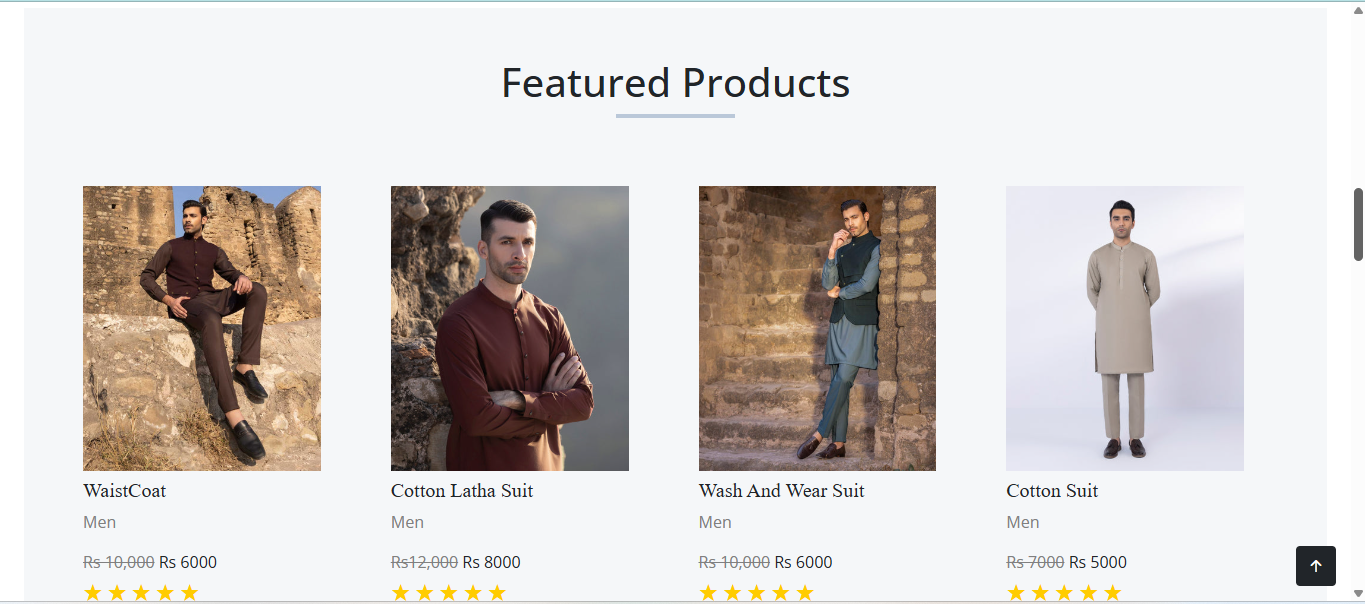 Featured Products
WaistCoat
Men
Rs 10,000 Rs 6000
Cotton Latha Suit
Men
Rs12,000 Rs 8000
Wash And Wear Suit
Men
Rs 10,000 Rs 6000
Cotton Suit
Men
Rs 7000 Rs 5000